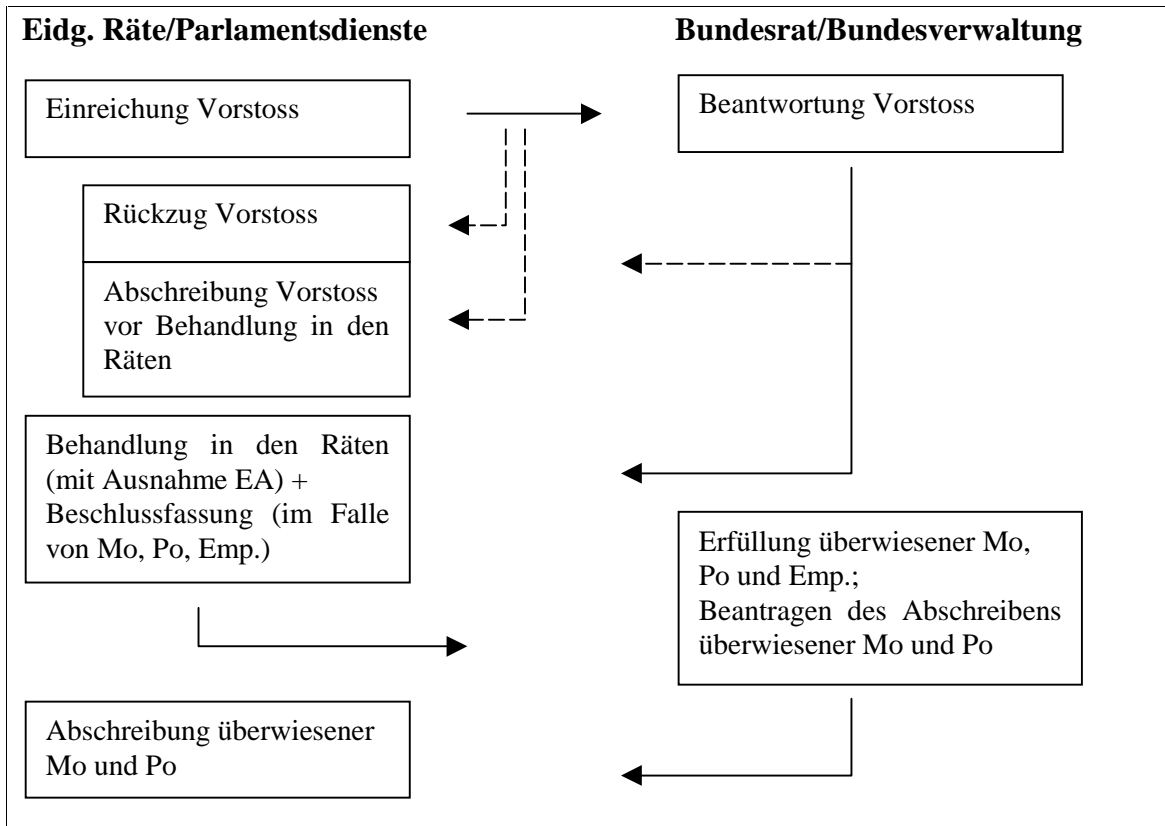 Eidg. Räte/Parlamentsdienste
Bundesrat/Bundesverwaltung
Einreichung Vorstoss
Beantwortung Vorstoss
Rückzug Vorstoss
Abschreibung Vorstoss
vor Behandlung in den
Räten
Behandlung in den Räten
(mit Ausnahme EA) +
Beschlussfassung (im Falle
von Mo, Po, Emp.)
Erfüllung überwiesener Mo,
Po und Emp.;
Beantragen des Abschreibens
überwiesener Mo und Po
Abschreibung überwiesener
Mo und Po